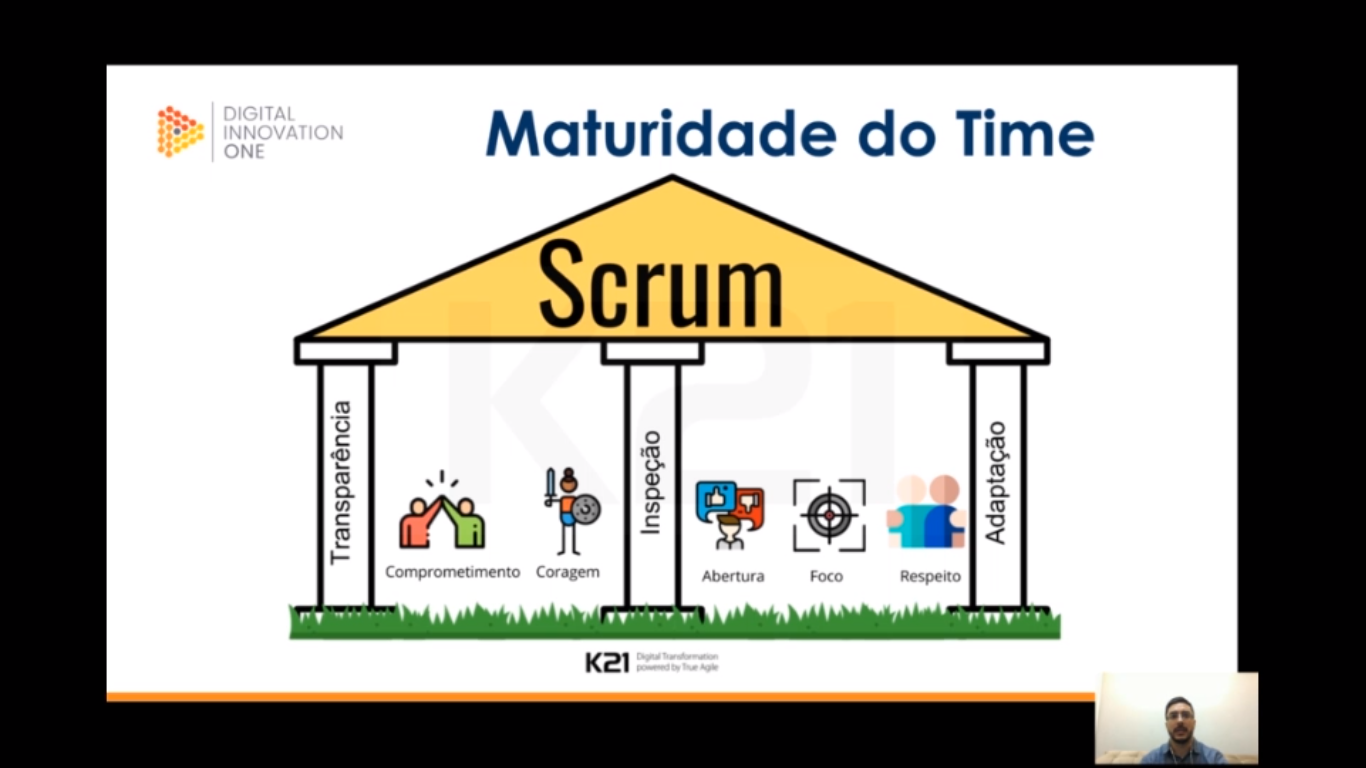 DIGITAL
INNOVATION
ONE
Maturidade do Time
Scrum
K21
Transparência
Inspeção
Adaptação
Comprometimento
Coragem
Abertura
Foco
Respeito
K21
Digital Transformation
powered by True Agile